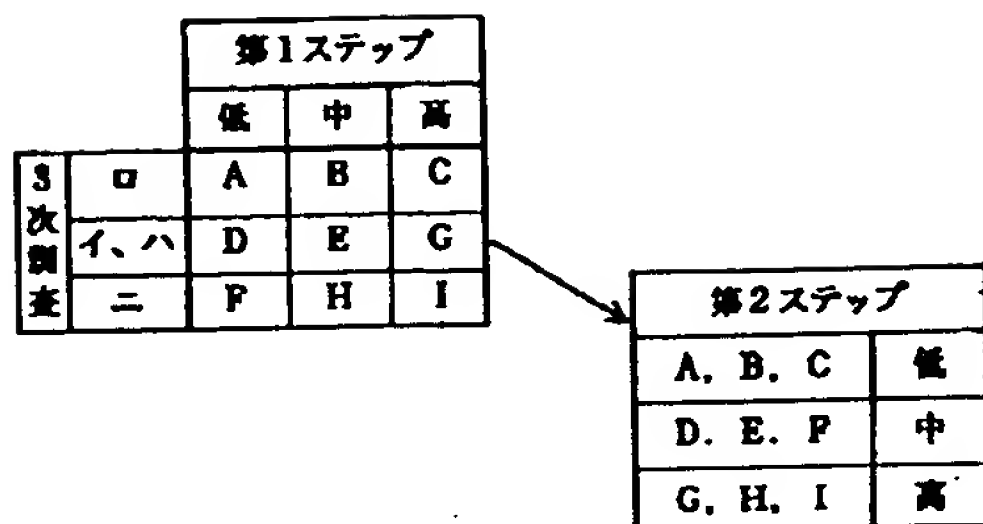 第1ステップ
低 中 高
3次調査
ロ A B C
イ、ハ D E G
ニ F H I
第2ステップ
A, B, C 低
D. E. F 中
G, H, I 高